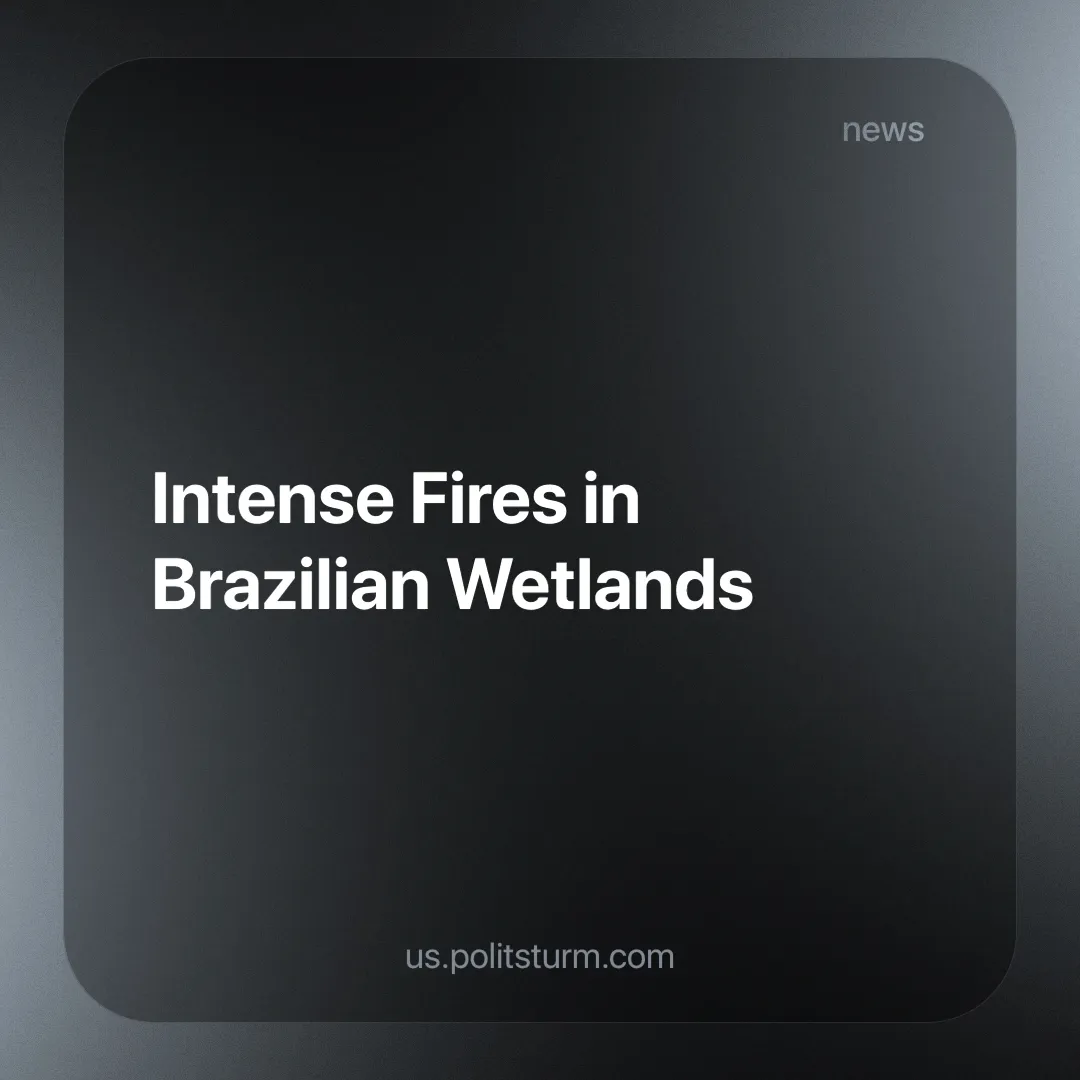 news
Intense Fires in
Brazilian Wetlands
us.politsturm.com